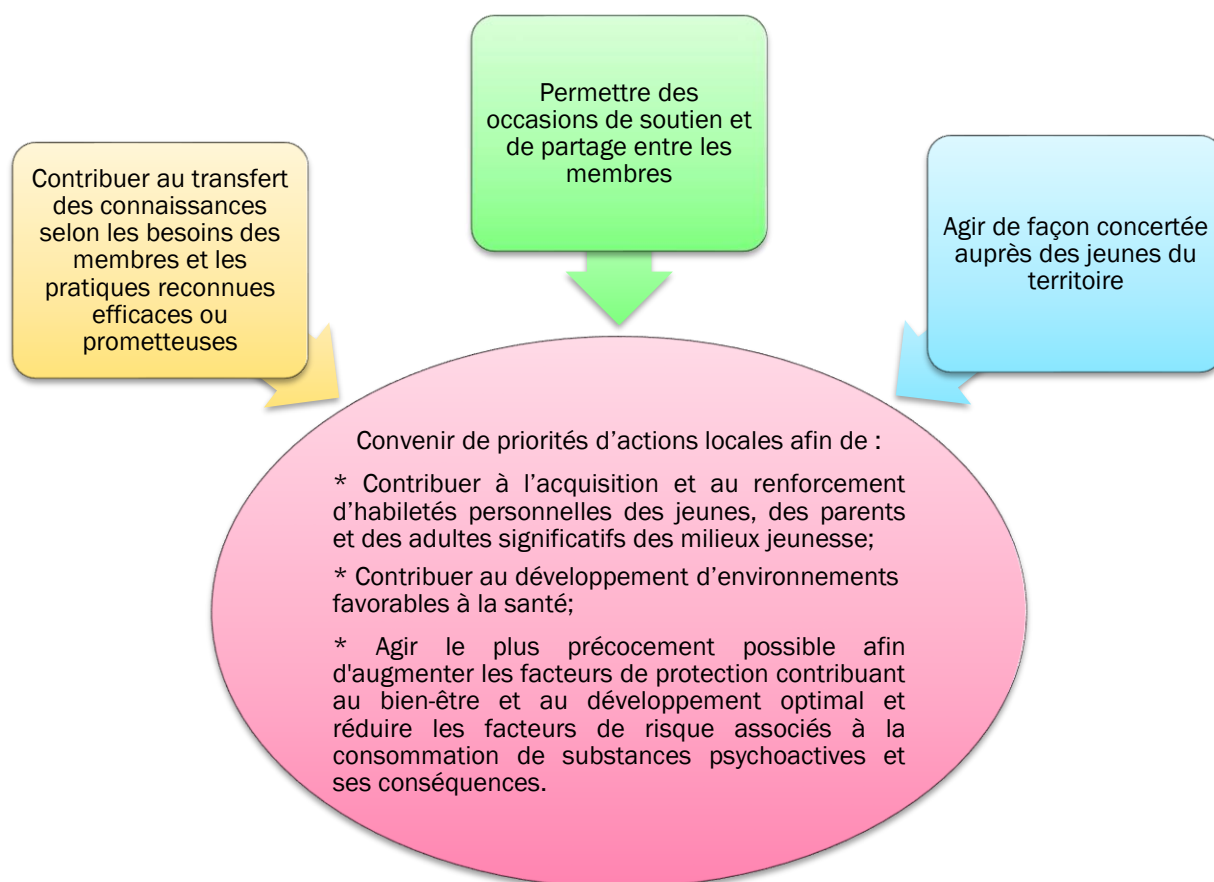 Permettre des
occasions de soutien et
de partage entre les
membres
Contribuer au transfert
des connaissances
selon les besoins des
membres et les
pratiques reconnues
efficaces ou
prometteuses
Agir de façon concertée
auprès des jeunes du
territoire
Convenir de priorités d’actions locales afin de :
* Contribuer à l’acquisition et au renforcement
d’habiletés personnelles des jeunes, des parents
et des adultes significatifs des milieux jeunesse;
* Contribuer au développement d’environnements
favorables à la santé;
* Agir le plus précocement possible afin
d'augmenter les facteurs de protection contribuant
au bien-être et au développement optimal et
réduire les facteurs de risque associés à la
consommation de substances psychoactives et
ses conséquences.